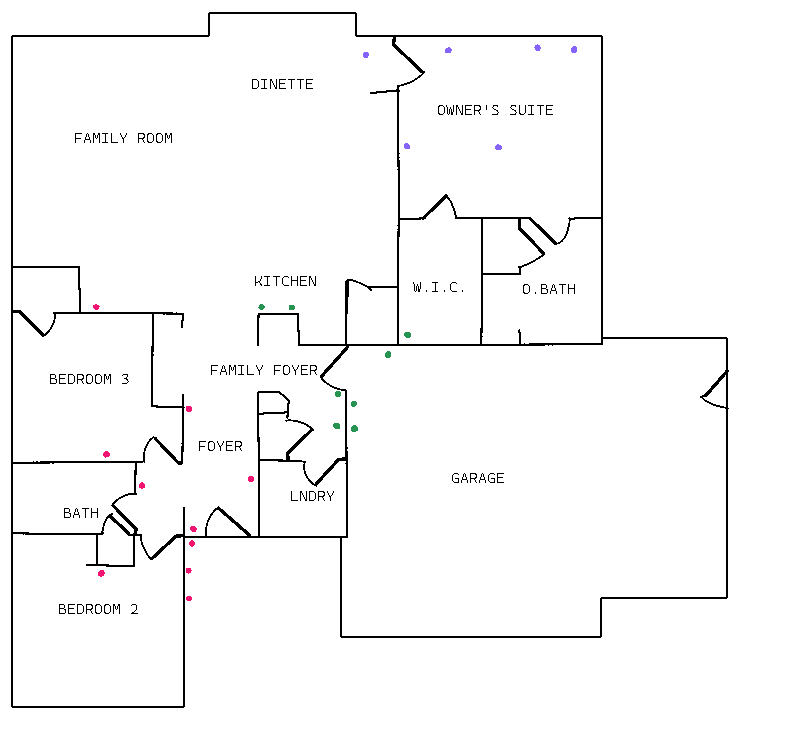 DINETTE
OWNER'S SUITE
FAMILY ROOM
KITCHEN
W.I.C.
O.BATH
FAMILY FOYER
BEDROOM 3
FOYER
GARAGE
LNDRY
BATH
BEDROOM 2